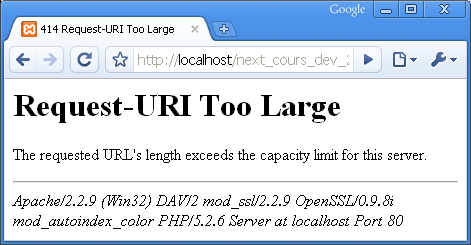 Google
414 Request-URI Too Large
http://localhost/next_cours_dev_2
Request-URI Too Large
The requested URL's length exceeds the capacity limit for this server.
Apache/2.2.9 (Win32) DAV/2 mod_ssl/2.2.9 OpenSSL/0.9.8i
mod_autoindex_color PHP/5.2.6 Server at localhost Port 80